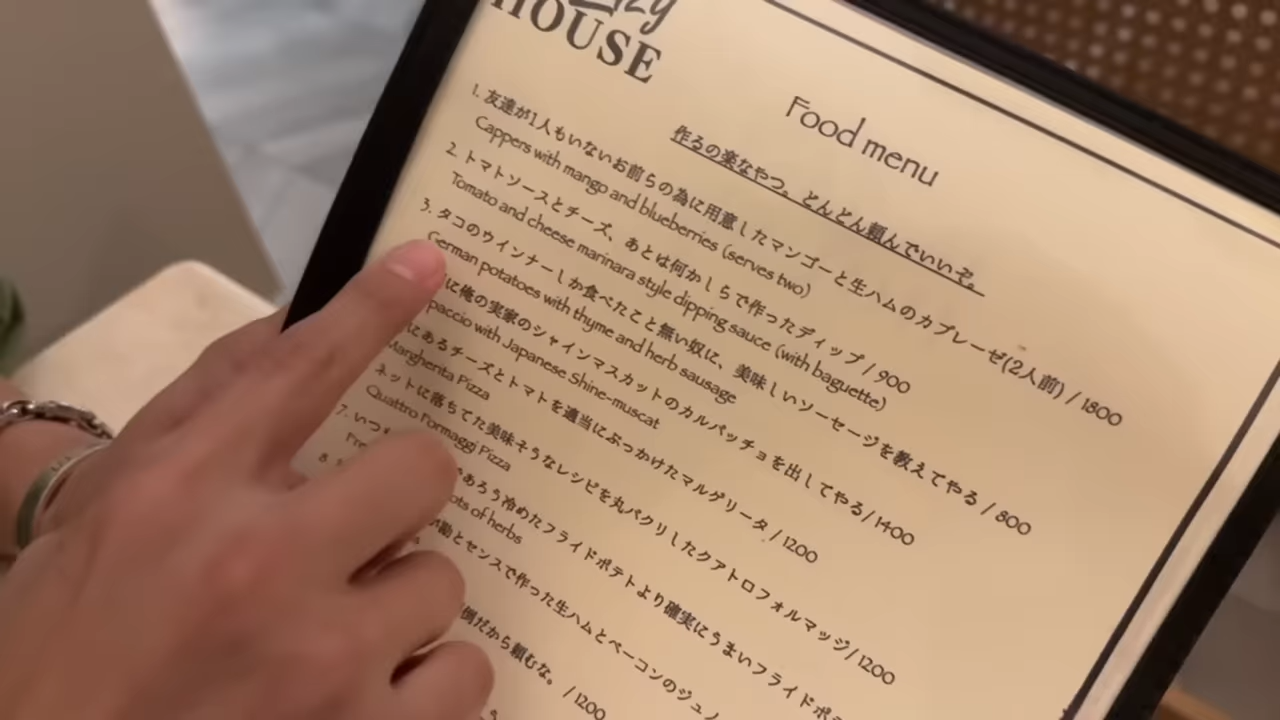 HOUSE
Food menu
作るの楽なやつ。どんどん頼んでいいぞ。
1. 友達が1人もいないお前らの為に用意したマンゴーと生ハムのカプレーゼ(2人前) / 1800
Cappers with mango and blueberries (serves two)
2. トマトソースとチーズ、あとは何かしらで作ったディップ / 900
Tomato and cheese marinara style dipping sauce (with baguette)
3. タコのウインナーしか食べたこと無い奴に、美味しいソーセージを教えてやる / 800
German potatoes with thyme and herb sausage
に俺の実家のシャインマスカットのカルパッチョを出してやる/ 1400
paccio with Japanese Shine-muscat
にあるチーズとトマトを適当にぶっかけたマルゲリータ / 1200
Margherita Pizza
ネットに落ちてた美味そうなレシピを丸パクリしたクアトロフォルマッジ/ 1200
Quattro Formaggi Pizza
7. いつも
あろう冷めたフライドポテトより確実にうまいフライドポテ
ots of herbs
8.
勘とセンスで作った生ハムとベーコンのジェノ
倒だから頼むな。 / 1200